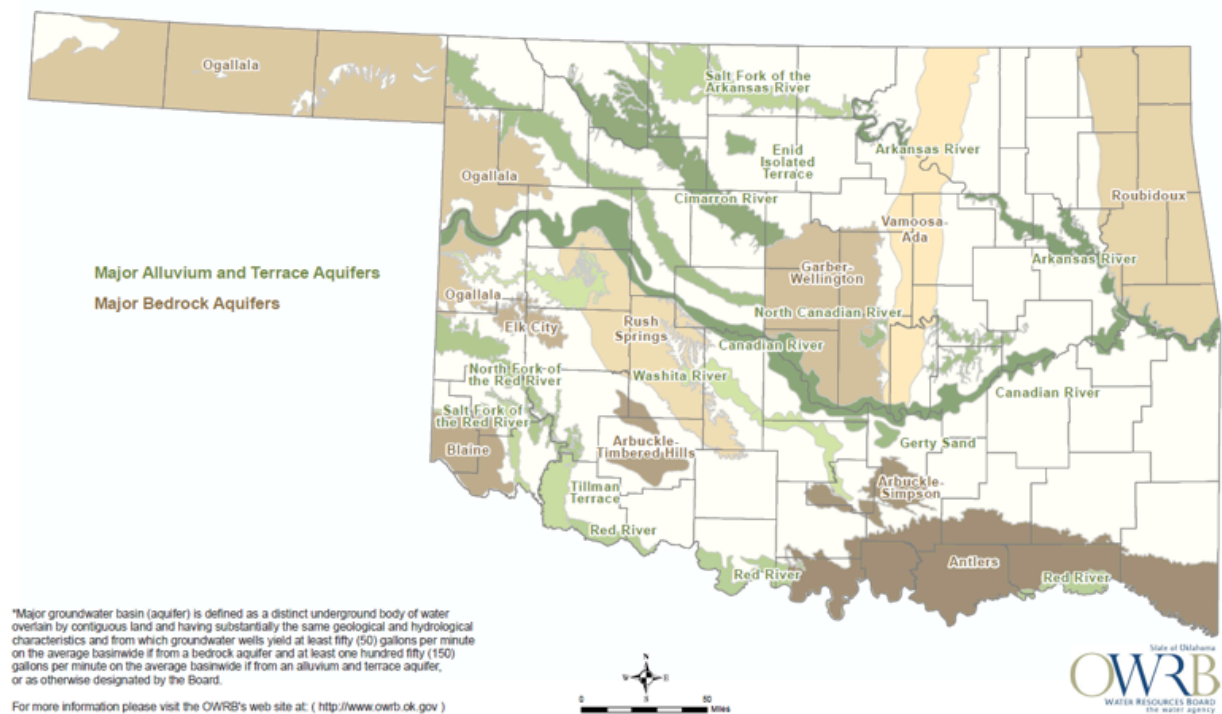 Ogallala
Salt Fork of the
Arkansas River
Arkansas River
Enid
Isolated
Terrace
Ogallala
Cimarron River
Roubidoux
Vamoosa-
Ada
Arkansas River
Garber-
Wellington
Major Alluvium and Terrace Aquifers
Major Bedrock Aquifers
Ogallala
North Canadian River
Elk City
Rush
Springs
Canadian River
North Fork of
the Red River
Washita River
Canadian River
Salt Fork of
the Red River
Blaine
Arbuckle-
Timbered Hills
Gerty Sand
Tillman
Terrace
Arbuckle-
Simpson
Red River
Antlers
Red River
Red River
*Major groundwater basin (aquifer) is defined as a distinct underground body of water
overlain by contiguous land and having substantially the same geological and hydrological
characteristics and from which groundwater wells yield at least fifty (50) gallons per minute
on the average basinwide if from a bedrock aquifer and at least one hundred fifty (150)
gallons per minute on the average basinwide if from an alluvium and terrace aquifer,
or as otherwise designated by the Board.
For more information please visit the OWRB's web site at: ( http://www.owrb.ok.gov )
N
W E
S
0 50
Miles
State of Oklahoma
OWRB
WATER RESOURCES BOARD
the water agency